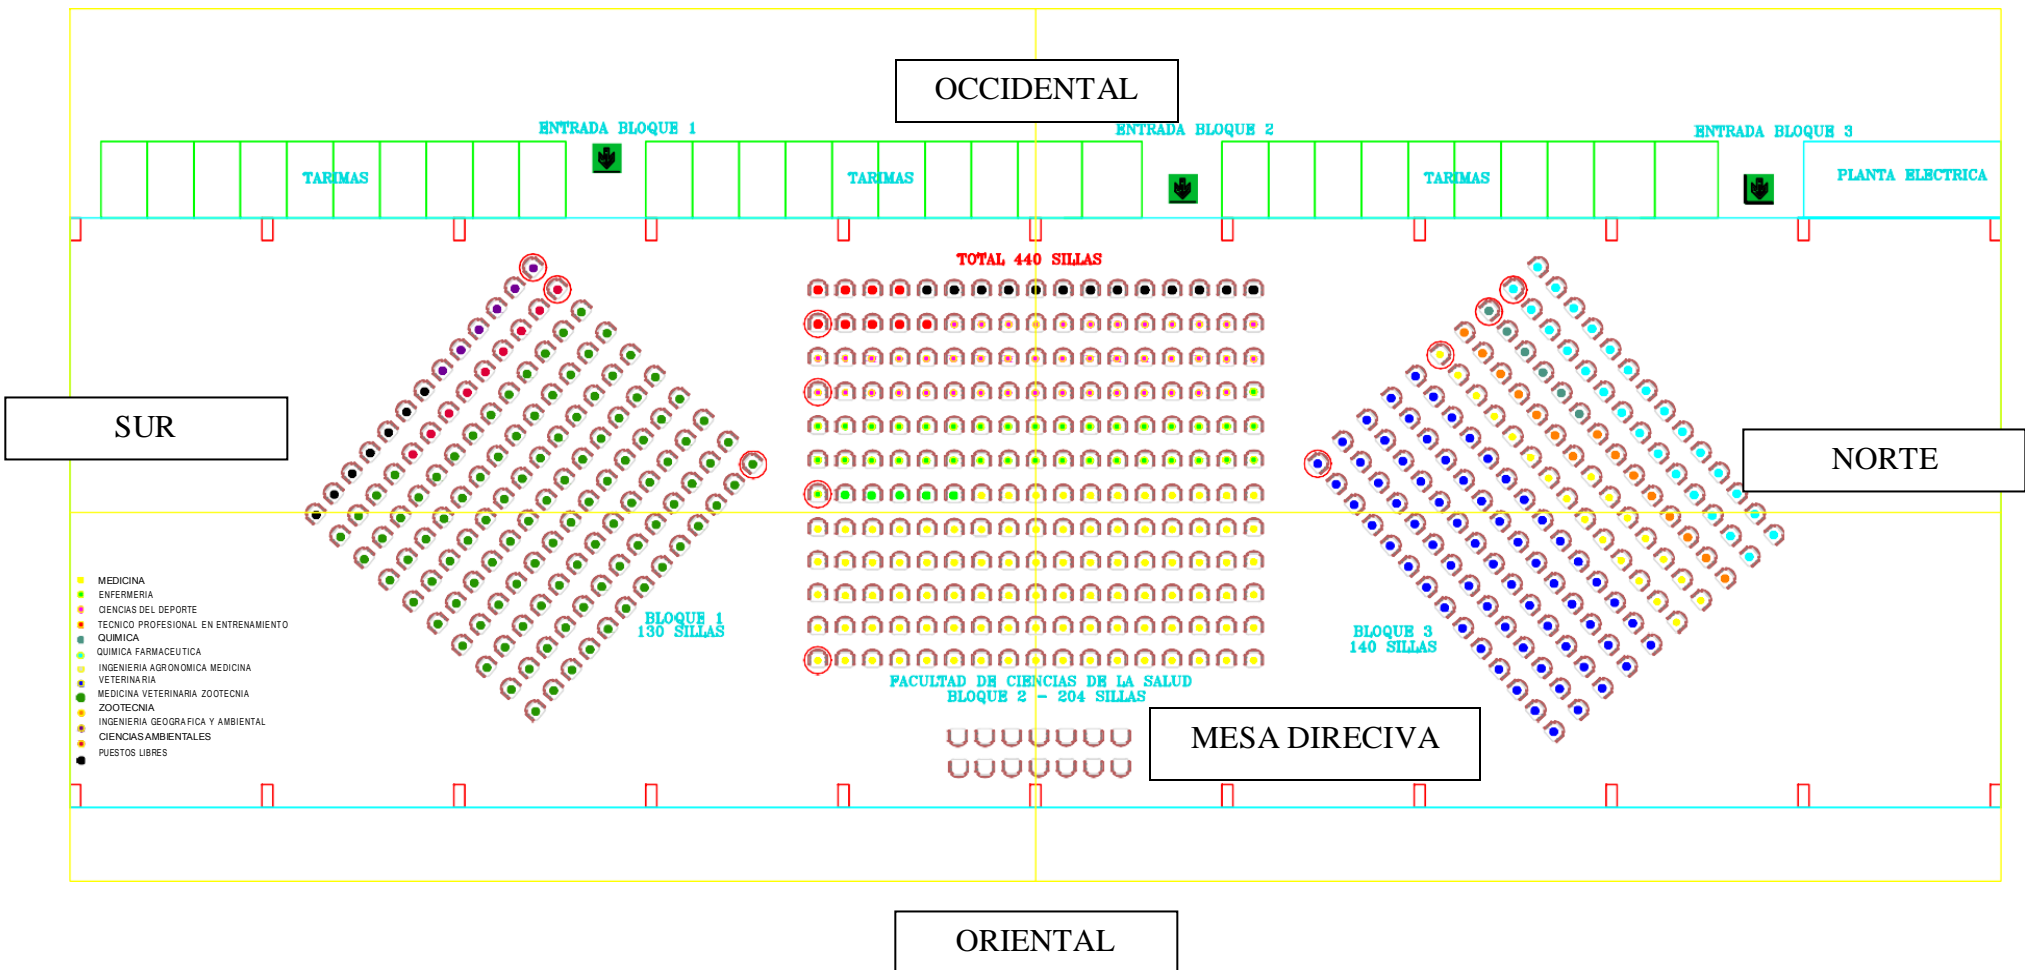 OCCIDENTAL
ENTRADA BLOQUE 1
ENTRADA BLOQUE 2
ENTRADA BLOQUE 3
TARIMAS
TARIMAS
TARIMAS
PLANTA ELECTRICA
TOTAL 440 SILLAS
SUR
NORTE
MEDICINA
ENFERMERIA
CIENCIAS DEL DEPORTE
TECNICO PROFESIONAL EN ENTRENAMIENTO
QUIMICA
QUIMICA FARMACEUTICA
INGENIERIA AGRONOMICA MEDICINA
VETERINARIA
MEDICINA VETERINARIA ZOOTECNIA
ZOOTECNIA
INGENIERIA GEOGRAFICA Y AMBIENTAL
CIENCIAS AMBIENTALES
PUESTOS LIBRES
BLOQUE 1
130 SILLAS
BLOQUE 3
140 SILLAS
FACULTAD DE CIENCIAS DE LA SALUD
BLOQUE 2 - 204 SILLAS
MESA DIRECIVA
ORIENTAL